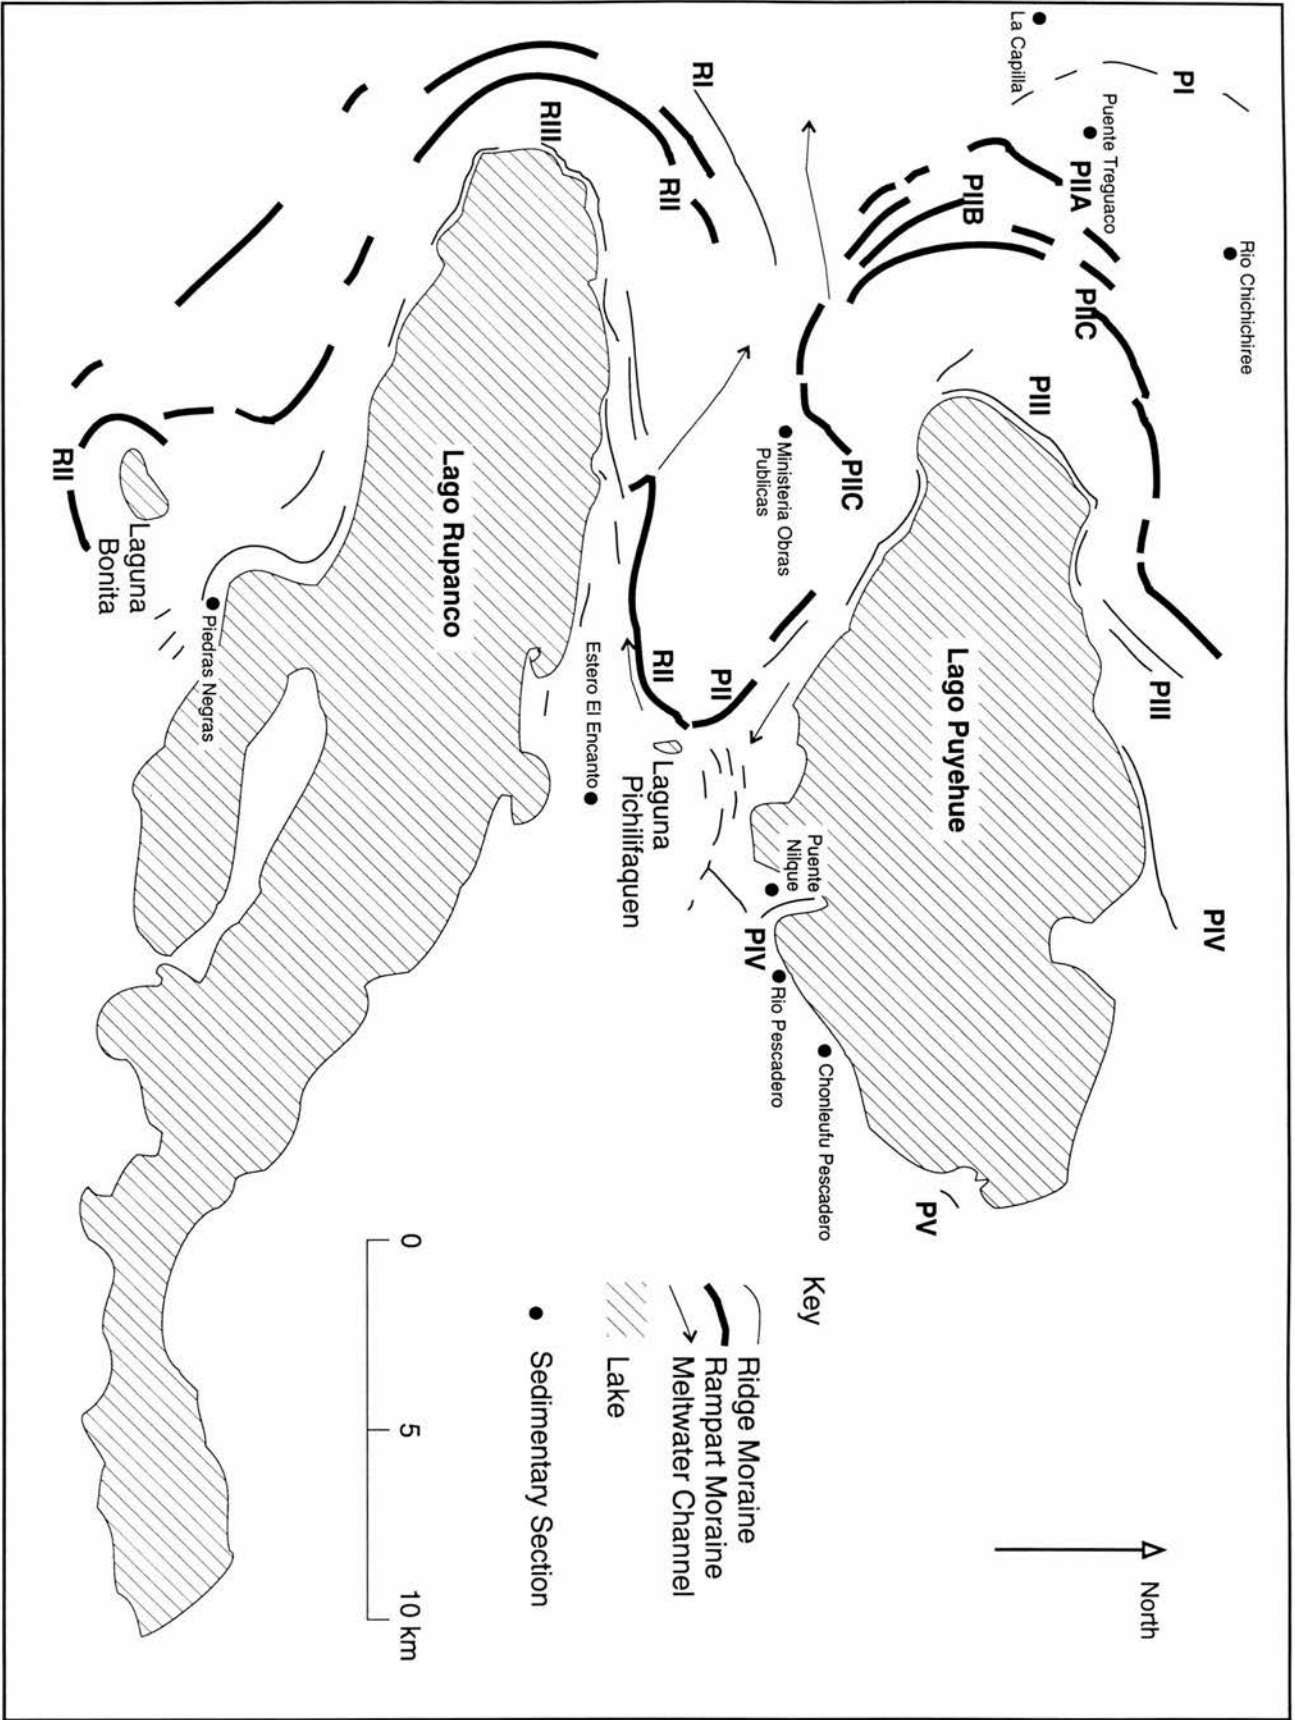 La Capilla
PI
Puente Treguaco
Rio Chichichiree
PIIA
PIIB
PIIC
RI
RII
RIII
PIII
PIIC
Ministeria Obras
Publicas
Lago Puyehue
PIII
PIV
Lago Rupanco
RII
Laguna
Bonita
Piedras Negras
RII
PII
Estero El Encanto
Laguna
Pichilifaquen
Puente
Nilque
PIV
Rio Pescadero
Chonleufu Pescadero
PV
Key
Ridge Moraine
Rampart Moraine
Meltwater Channel
Lake
Sedimentary Section
0
5
10 km
North